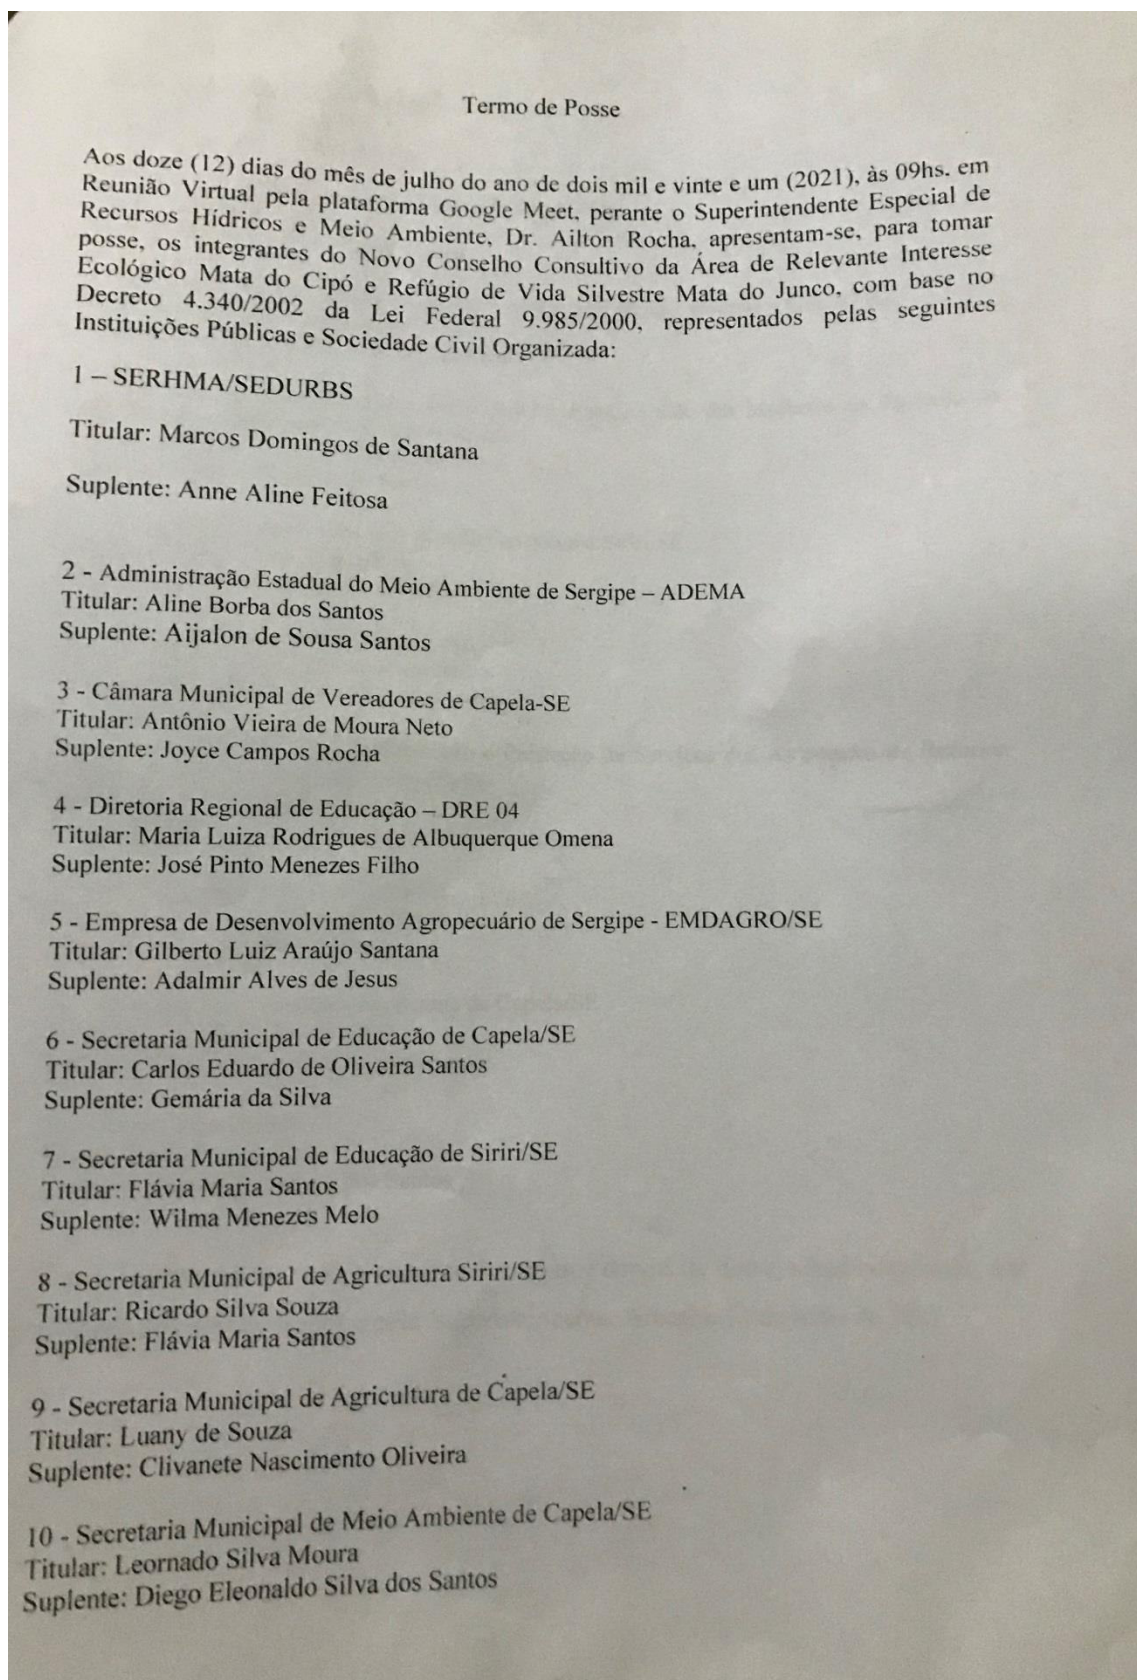 Termo de Posse
Aos doze (12) dias do mês de julho do ano de dois mil e vinte e um (2021), às 09hs. em
Reunião Virtual pela plataforma Google Meet, perante o Superintendente Especial de
Recursos Hídricos e Meio Ambiente, Dr. Ailton Rocha, apresentam-se, para tomar
posse, os integrantes do Novo Conselho Consultivo da Área de Relevante Interesse
Ecológico Mata do Cipó e Refúgio de Vida Silvestre Mata do Junco, com base no
Decreto 4.340/2002 da Lei Federal 9.985/2000, representados pelas seguintes
Instituições Públicas e Sociedade Civil Organizada:
1 – SERHMA/SEDURBS
Titular: Marcos Domingos de Santana
Suplente: Anne Aline Feitosa
2 - Administração Estadual do Meio Ambiente de Sergipe – ADEMA
Titular: Aline Borba dos Santos
Suplente: Aijalon de Sousa Santos
3 - Câmara Municipal de Vereadores de Capela-SE
Titular: Antônio Vieira de Moura Neto
Suplente: Joyce Campos Rocha
4 - Diretoria Regional de Educação – DRE 04
Titular: Maria Luiza Rodrigues de Albuquerque Omena
Suplente: José Pinto Menezes Filho
5 - Empresa de Desenvolvimento Agropecuário de Sergipe - EMDAGRO/SE
Titular: Gilberto Luiz Araújo Santana
Suplente: Adalmir Alves de Jesus
6 - Secretaria Municipal de Educação de Capela/SE
Titular: Carlos Eduardo de Oliveira Santos
Suplente: Gemária da Silva
7 - Secretaria Municipal de Educação de Siriri/SE
Titular: Flávia Maria Santos
Suplente: Wilma Menezes Melo
8 - Secretaria Municipal de Agricultura Siriri/SE
Titular: Ricardo Silva Souza
Suplente: Flávia Maria Santos
9 - Secretaria Municipal de Agricultura de Capela/SE
Titular: Luany de Souza
Suplente: Clivanete Nascimento Oliveira
10 - Secretaria Municipal de Meio Ambiente de Capela/SE
Titular: Leornado Silva Moura
Suplente: Diego Eleonaldo Silva dos Santos